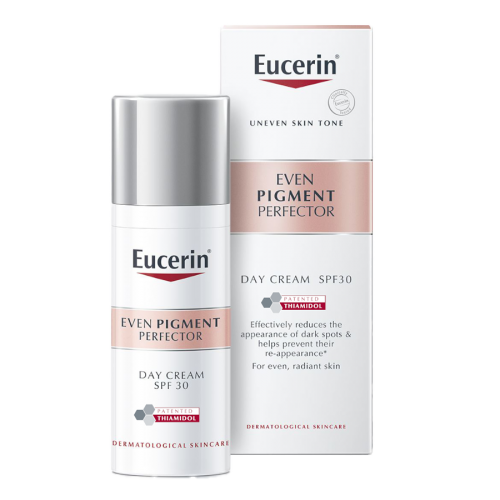 Eucerin®
UNEVEN SKIN TONE
EVEN
PIGMENT
PERFECTOR
DAY CREAM SPF30
PATENTED
THIAMIDOL
Effectively reduces the
appearance of dark spots &
helps prevent their
re-appearance*
For even, radiant skin
DERMATOLOGICAL SKINCARE
Eucerin®
EVEN PIGMENT
PERFECTOR
DAY CREAM
SPF 30
PATENTED
THIAMIDOL
DERMATOLOGICAL SKINCARE